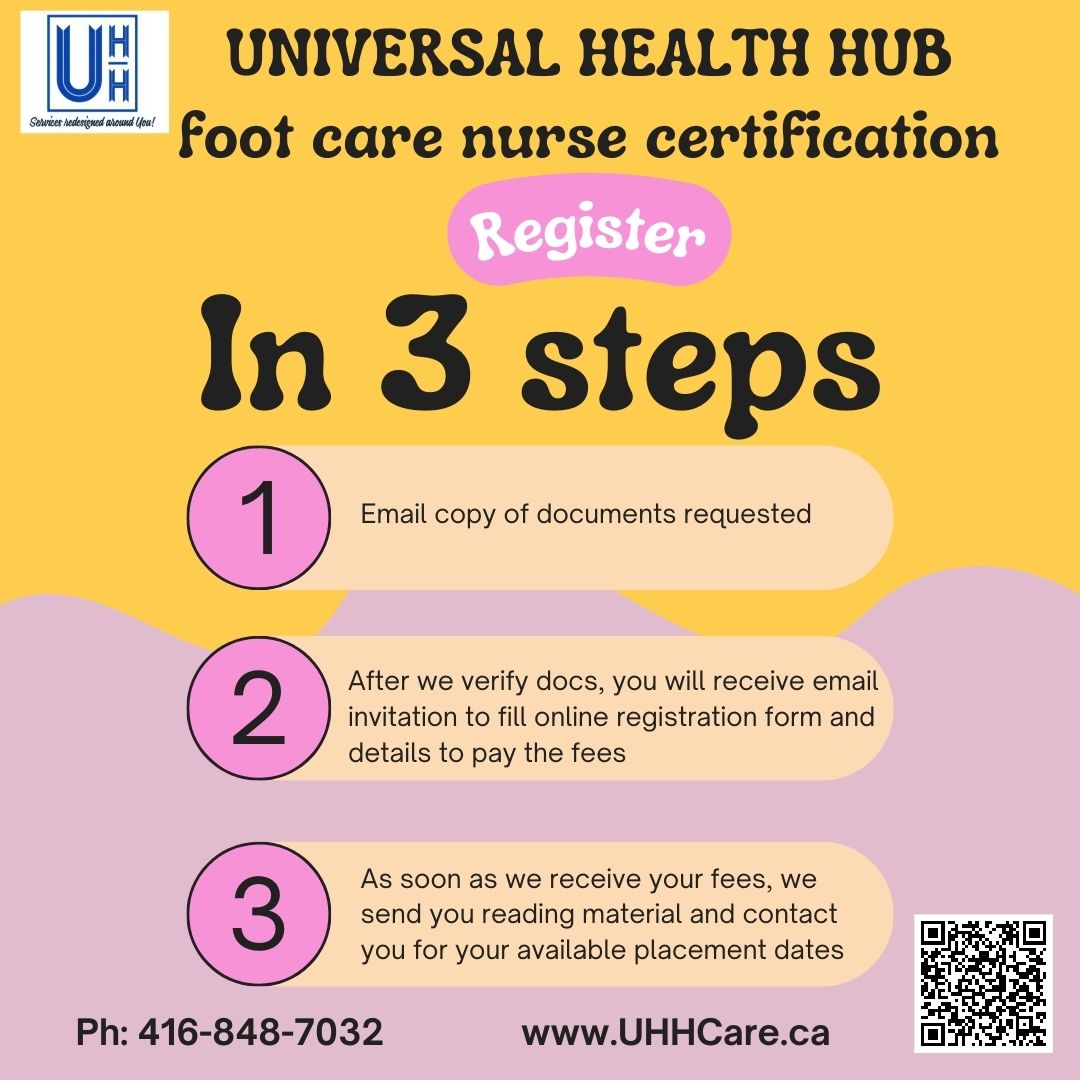 U
H
H
Services redesigned around You!
UNIVERSAL HEALTH HUB
foot care nurse certification
Register
In 3 steps
1
Email copy of documents requested
2
After we verify docs, you will receive email
invitation to fill online registration form and
details to pay the fees
3
As soon as we receive your fees, we
send you reading material and contact
you for your available placement dates
Ph: 416-848-7032
www.UHHCare.ca